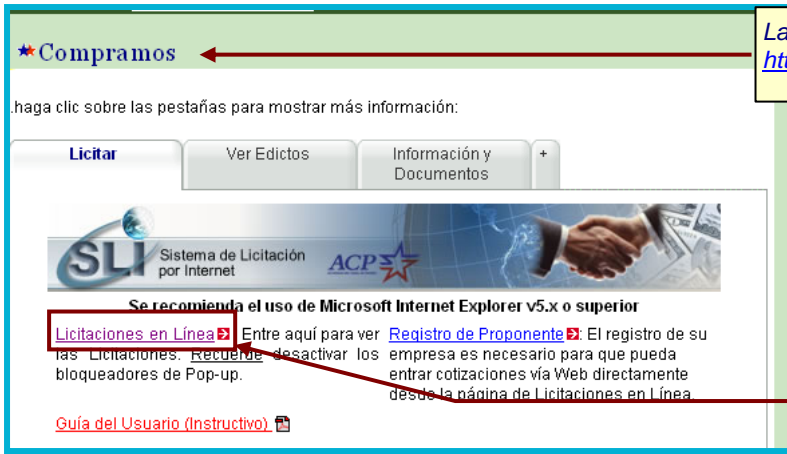 Compramos
La
htt
.haga clic sobre las pestañas para mostrar más información:
Licitar
Ver Edictos
Información y
Documentos
+
SLI Sistema de Licitación
por Internet
ACP
Se recomienda el uso de Microsoft Internet Explorer v5.x o superior
Licitaciones en Línea : Entre aquí para ver
las Licitaciones. Recuerde desactivar los
bloqueadores de Pop-up.
Registro de Proponente : El registro de su
empresa es necesario para que pueda
entrar cotizaciones vía Web directamente
desde la página de Licitaciones en Línea.
Guía del Usuario (Instructivo)